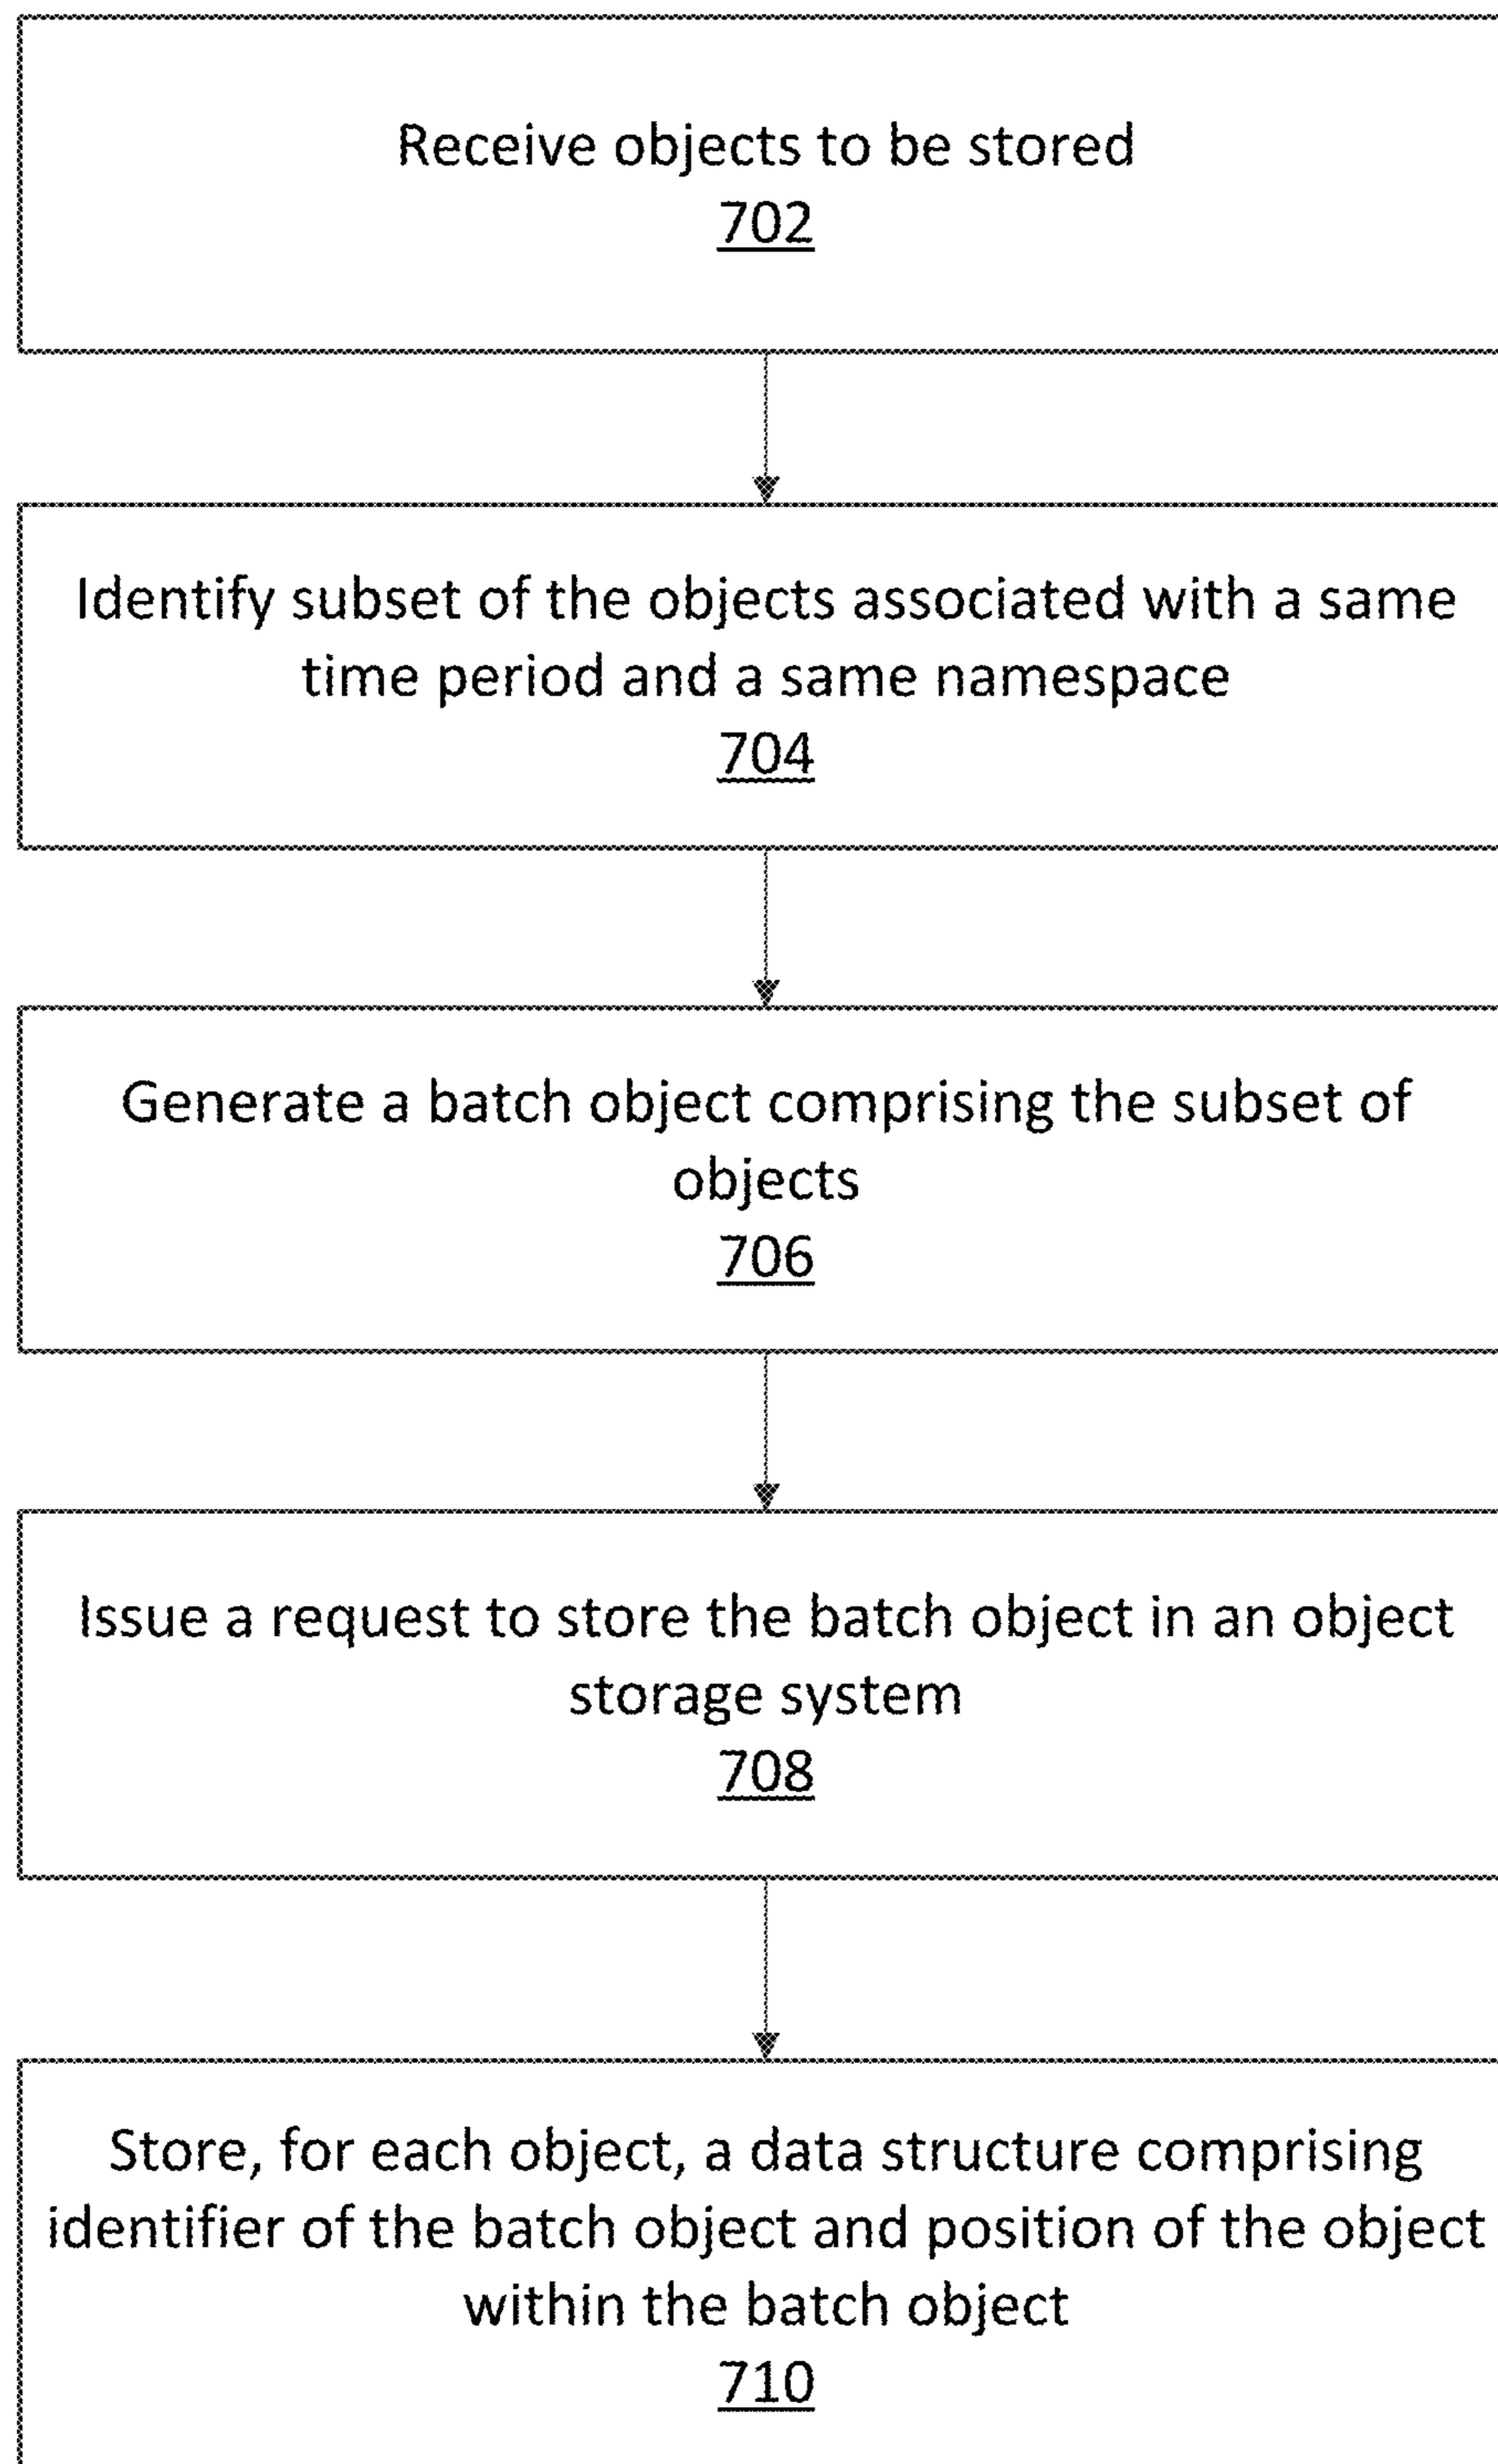 Receive objects to be stored
702
Identify subset of the objects associated with a same
time period and a same namespace
704
Generate a batch object comprising the subset of
objects
706
Issue a request to store the batch object in an object
storage system
708
Store, for each object, a data structure comprising
identifier of the batch object and position of the object
within the batch object
710